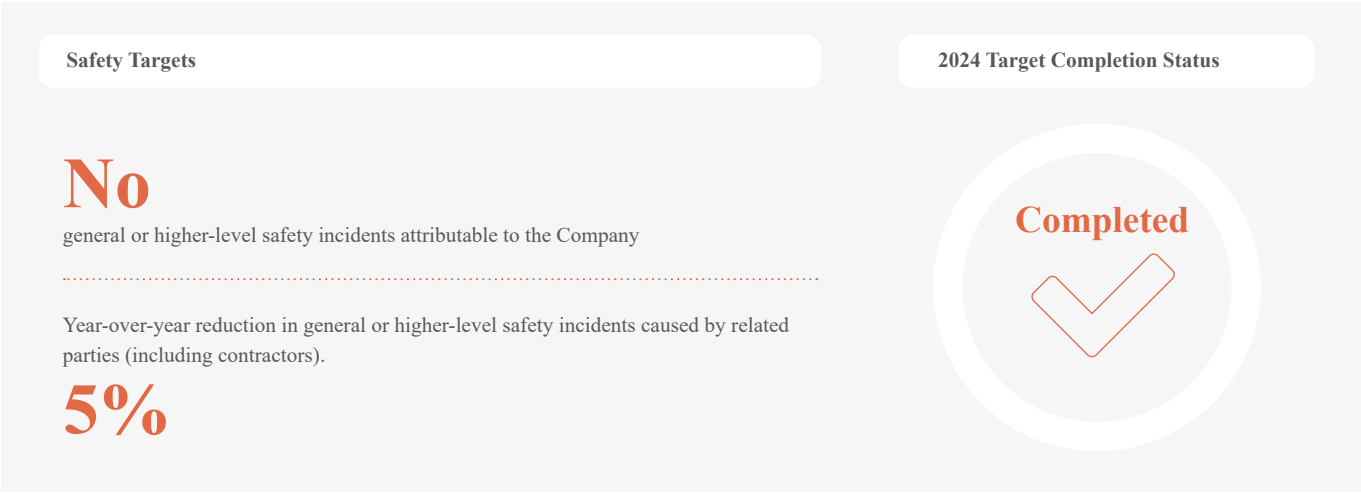 Safety Targets
No
general or higher-level safety incidents attributable to the Company
Year-over-year reduction in general or higher-level safety incidents caused by related
parties (including contractors).
5%
2024 Target Completion Status
Completed